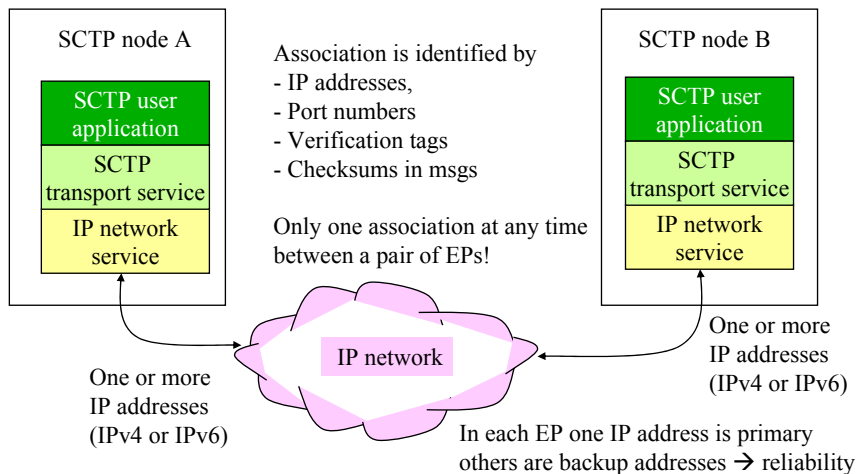 SCTP node A
SCTP user
application
SCTP
transport service
IP network
service
Association is identified by
- IP addresses,
- Port numbers
- Verification tags
- Checksums in msgs
Only one association at any time
between a pair of EPs!
SCTP node B
SCTP user
application
SCTP
transport service
IP network
service
IP network
One or more
IP addresses
(IPv4 or IPv6)
One or more
IP addresses
(IPv4 or IPv6)
In each EP one IP address is primary
others are backup addresses → reliability